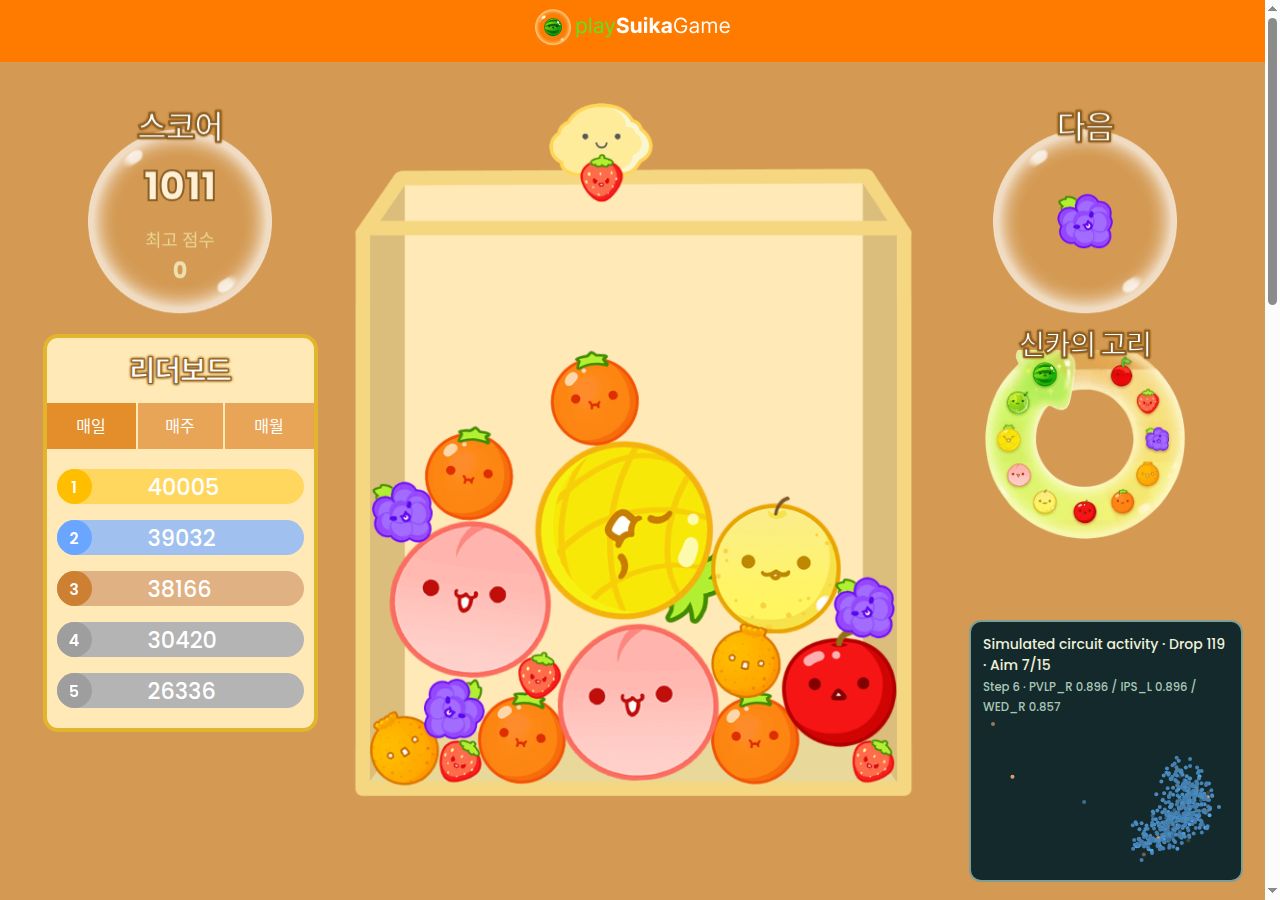 playSuikaGame
스코어
1011
최고 점수
0
리더보드
매일 매주 매월
1 40005
2 39032
3 38166
4 30420
5 26336
다음
신카의 고리
Simulated circuit activity · Drop 119
· Aim 7/15
Step 6 · PVLP_R 0.896 / IPS_L 0.896 /
WED_R 0.857